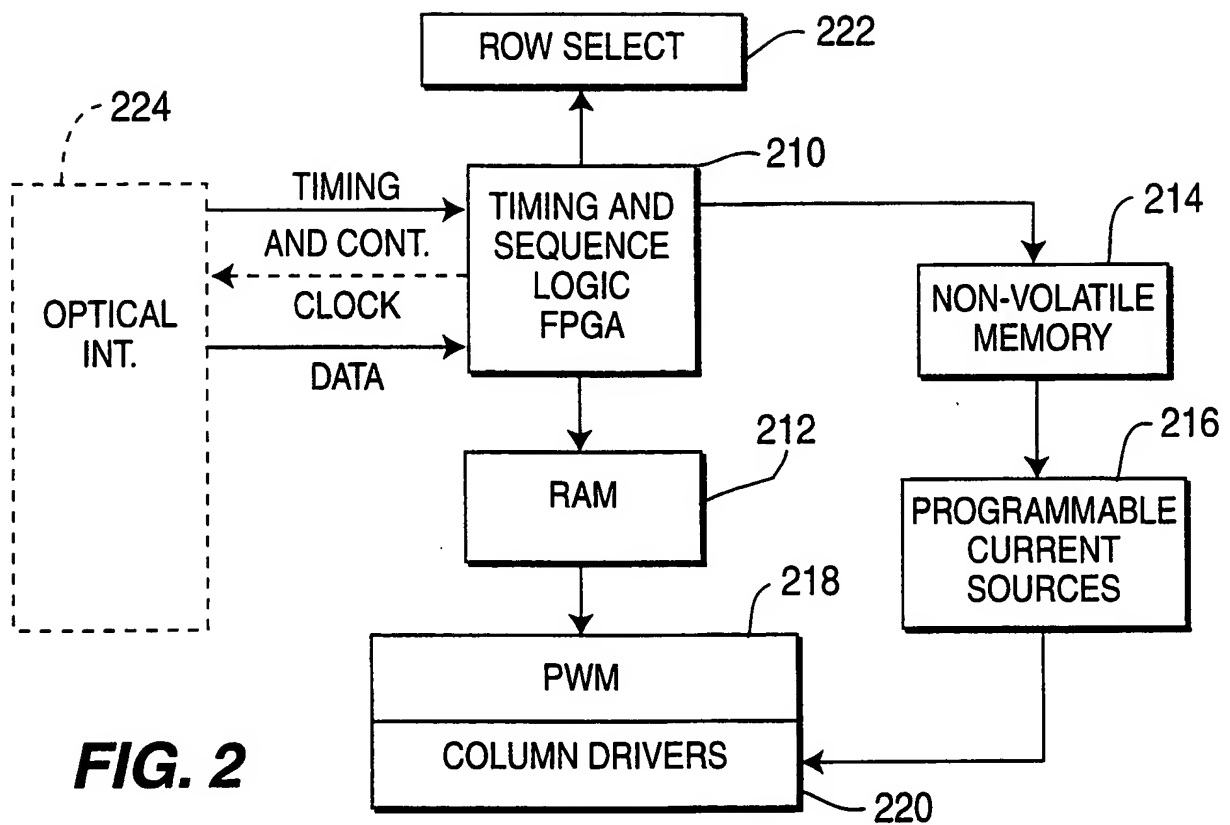 ROW SELECT
222
224
210
TIMING
AND CONT.
CLOCK
DATA
TIMING AND
SEQUENCE
LOGIC
FPGA
214
OPTICAL
INT.
NON-VOLATILE
MEMORY
212
216
RAM
PROGRAMMABLE
CURRENT
SOURCES
218
PWM
COLUMN DRIVERS
220
FIG. 2